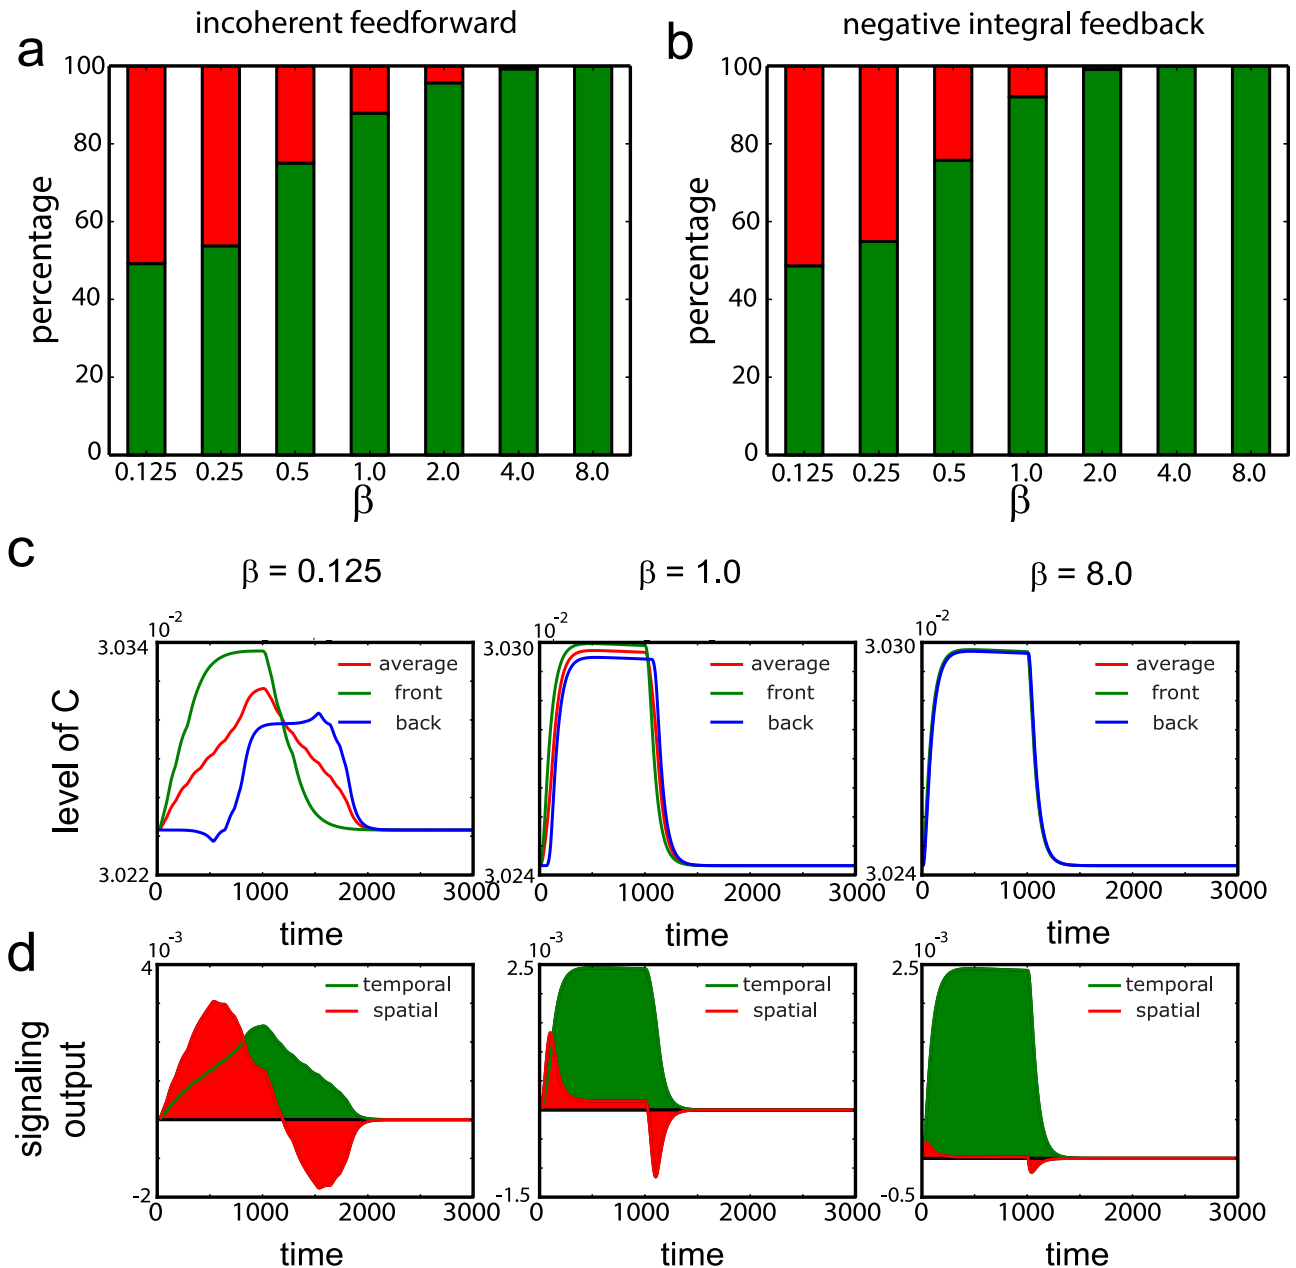 incoherent feedforward
negative integral feedback
a
b
100
80
60
40
20
0
percentage
0.125 0.25 0.5 1.0 2.0 4.0 8.0
β
100
80
60
40
20
0
percentage
0.125 0.25 0.5 1.0 2.0 4.0 8.0
β
c
β = 0.125
β = 1.0
β = 8.0
level of C
10-2
3.034
3.022
average
front
back
0 1000 2000 3000
time
10-2
3.030
3.024
average
front
back
0 1000 2000 3000
time
10-2
3.030
3.024
average
front
back
0 1000 2000 3000
time
d
signaling
output
10-3
4
-2
temporal
spatial
0 1000 2000 3000
time
10-3
2.5
-1.5
temporal
spatial
0 1000 2000 3000
time
10-3
2.5
-0.5
temporal
spatial
0 1000 2000 3000
time